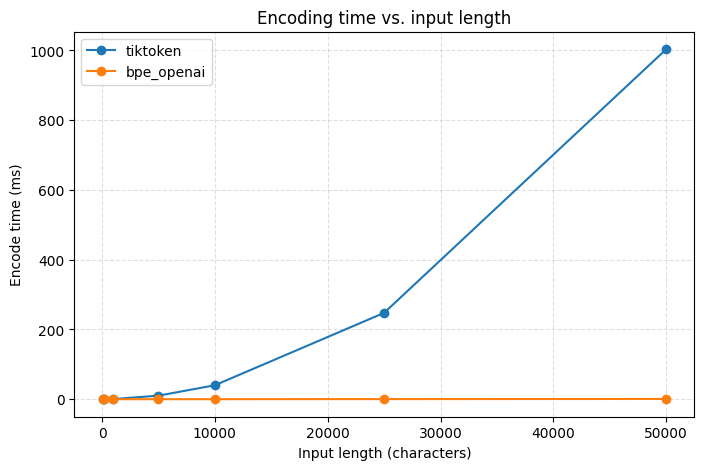 Encoding time vs. input length
tiktoken
bpe_openai
Encode time (ms)
1000
800
600
400
200
0
0
10000
20000
30000
40000
50000
Input length (characters)